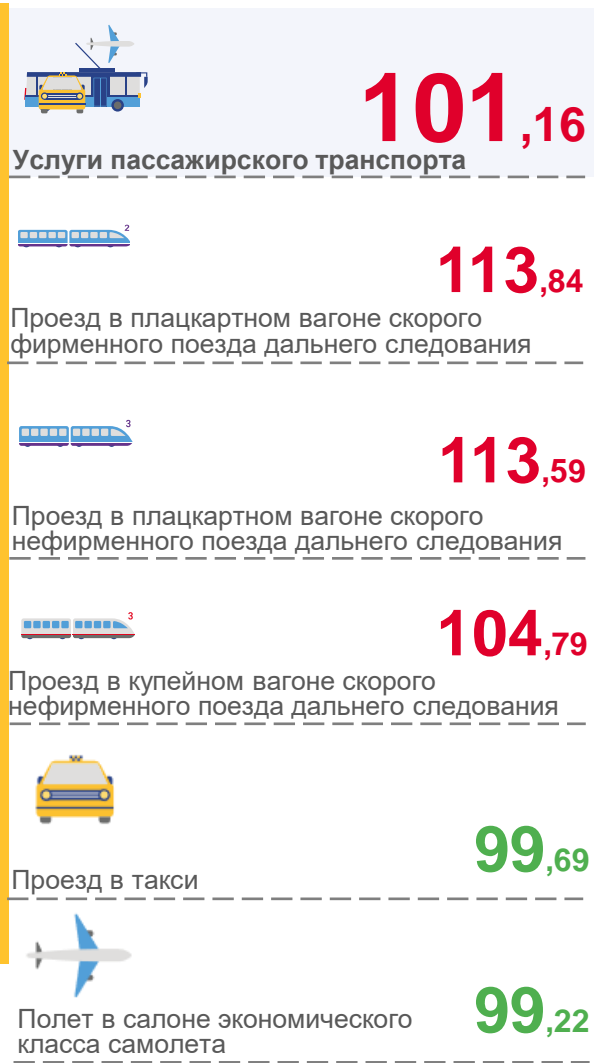 101,16
Услуги пассажирского транспорта
2
113,84
Проезд в плацкартном вагоне скорого
фирменного поезда дальнего следования
3
113,59
Проезд в плацкартном вагоне скорого
нефирменного поезда дальнего следования
3
104,79
Проезд в купейном вагоне скорого
нефирменного поезда дальнего следования
99,69
Проезд в такси
99,22
Полет в салоне экономического
класса самолета